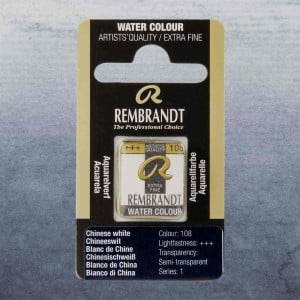 WATER COLOUR
ARTISTS' QUALITY / EXTRA FINE
R
REMBRANDT
The Professional Choice
Aquarelverf
Acuarela
+++ 108
R
EXTRA
FINE
REMBRANDT
WATER COLOUR
Aquarellfarbe
Aquarelle
Chinese white
Chineeswit
Blanc de Chine
Chinesischweiß
Blanco de China
Bianco di China
Colour: 108
Lightfastness: +++
Transparency:
Semi-transparent
Series: 1